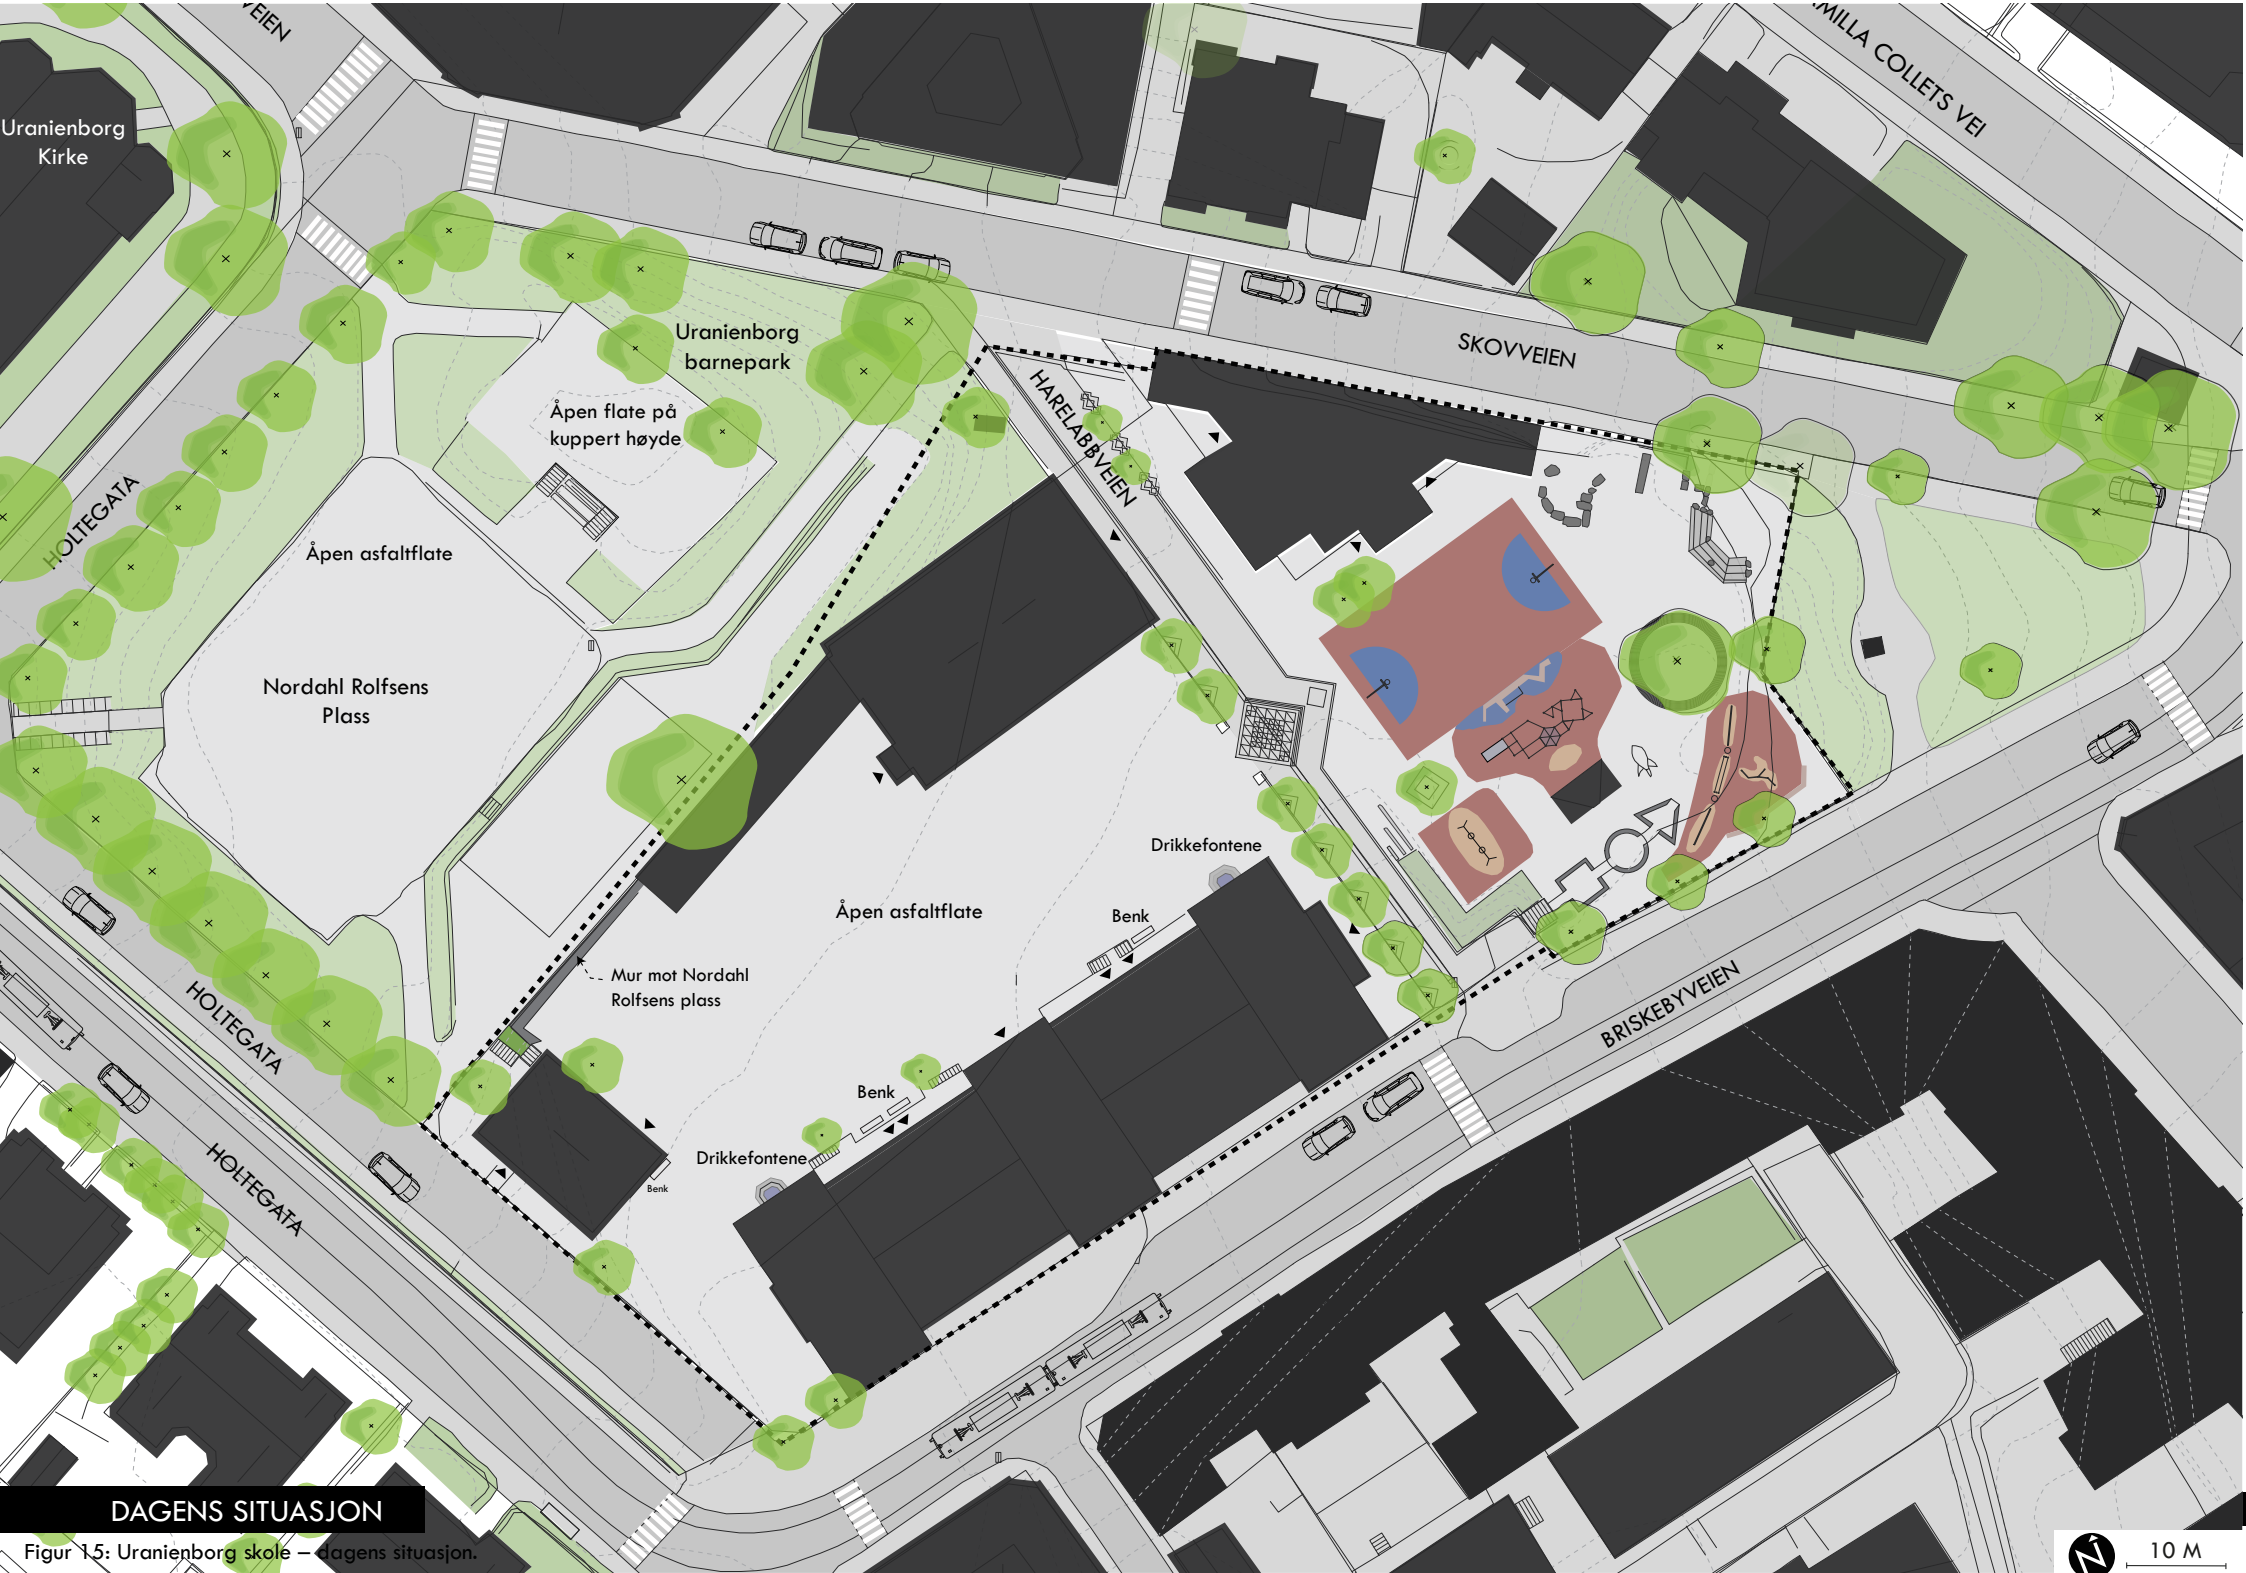 VEIEN
MILLA COLLETS VEI
Uranienborg
Kirke
Uranienborg
barnepark
SKOVVEIEN
HARELABBVEIEN
Åpen flate på
kuppert høyde
HOLTEGATA
Åpen asfaltflate
Nordahl Rolfsens
Plass
Drikkefontene
Åpen asfaltflate
Benk
Mur mot Nordahl
Rolfsens plass
HOLTEGATA
BRISKEBYVEIEN
Benk
HOLTEGATA
Drikkefontene
Benk
DAGENS SITUASJON
Figur 15: Uranienborg skole – dagens situasjon.
N
10 M